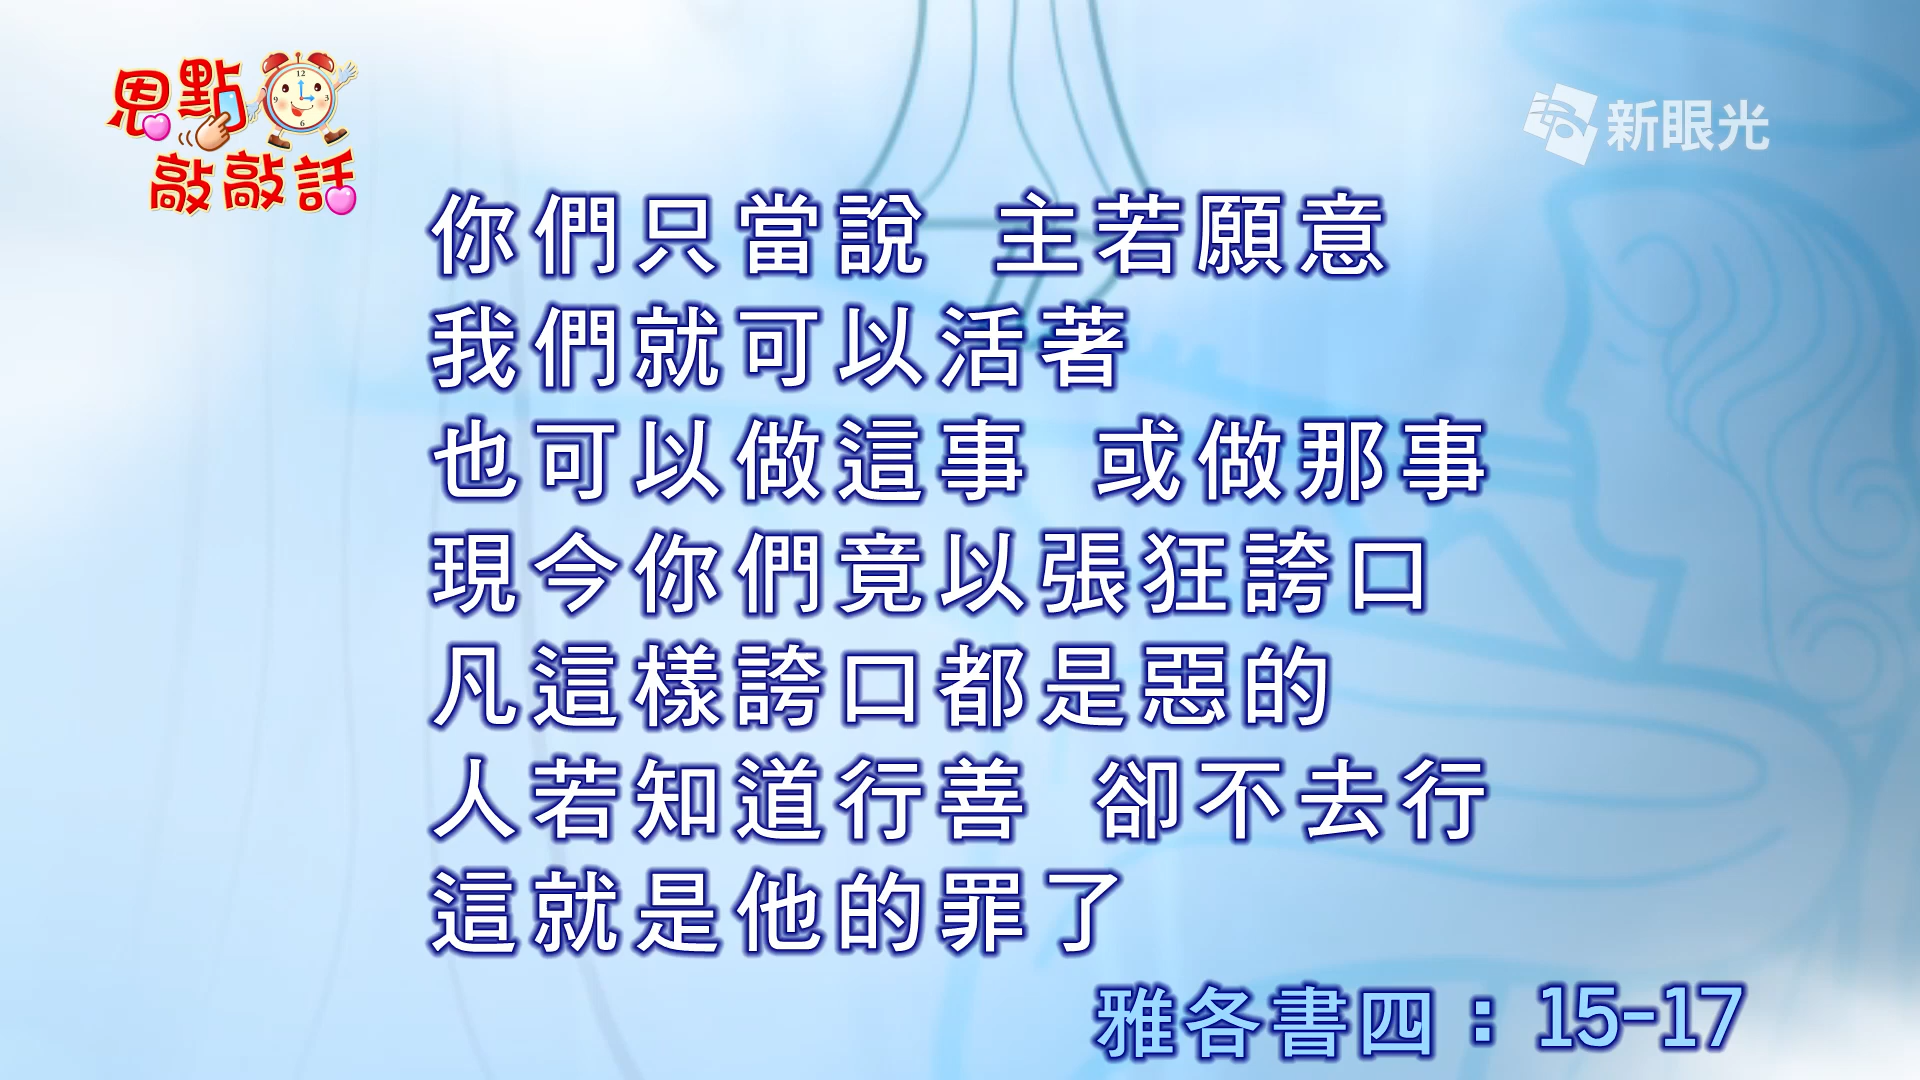 恩點
敲敲話
新眼光
你們只當說 主若願意
我們就可以活著
也可以做這事 或做那事
現今你們竟以張狂誇口
凡這樣誇口都是惡的
人若知道行善 卻不去行
這就是他的罪了
雅各書四：15-17